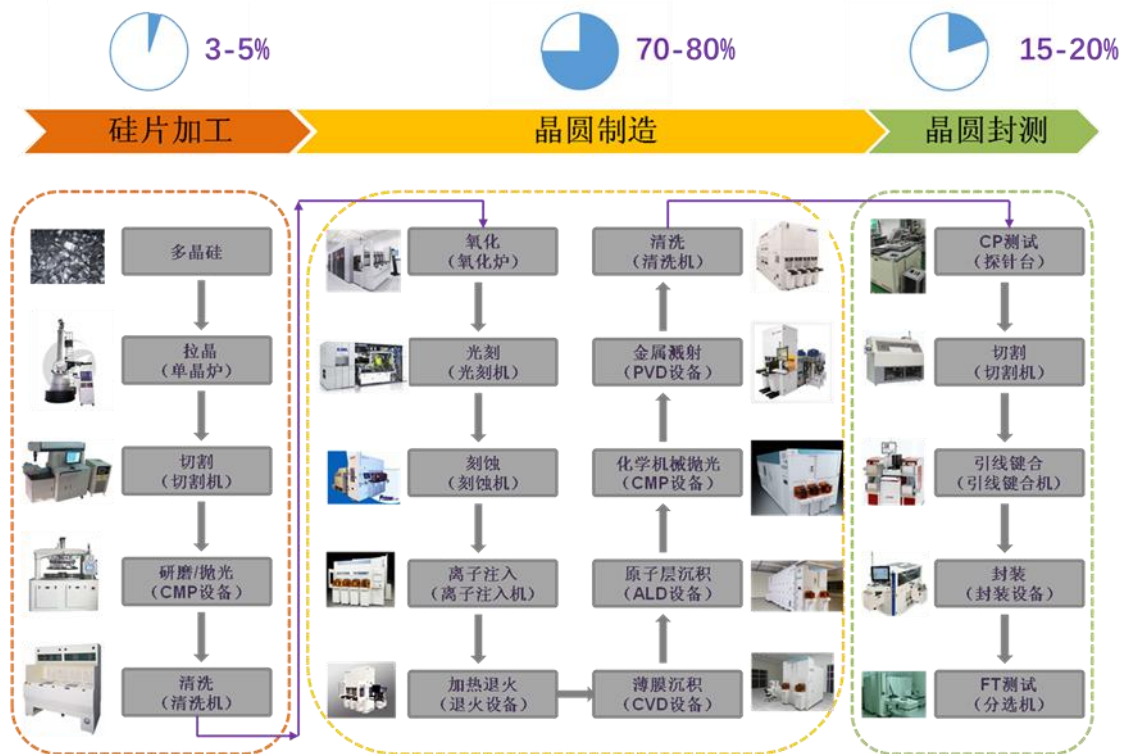 3-5%
70-80%
15-20%
硅片加工
晶圆制造
晶圆封测
多晶硅
拉晶
（单晶炉）
切割
（切割机）
研磨/抛光
（CMP设备）
清洗
（清洗机）
氧化
（氧化炉）
光刻
（光刻机）
刻蚀
（刻蚀机）
离子注入
（离子注入机）
加热退火
（退火设备）
薄膜沉积
（CVD设备）
原子层沉积
（ALD设备）
化学机械抛光
（CMP设备）
金属溅射
（PVD设备）
清洗
（清洗机）
CP测试
（探针台）
切割
（切割机）
引线键合
（引线键合机）
封装
（封装设备）
FT测试
（分选机）